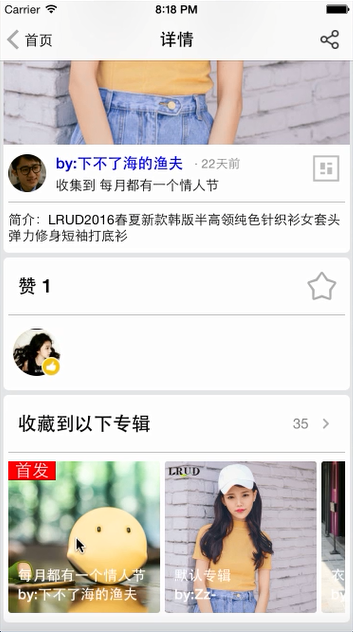 Carrier 8:18 PM
首页 详情
by:下不了海的渔夫 · 22天前
收集到 每月都有一个情人节
简介：LRUD2016春夏新款韩版半高领纯色针织衫女套头
弹力修身短袖打底衫
赞 1
收藏到以下专辑 35
首发
每月都有一个情人节
by:下不了海的渔夫
LRUD
默认专辑
by:Zz-
衣
by